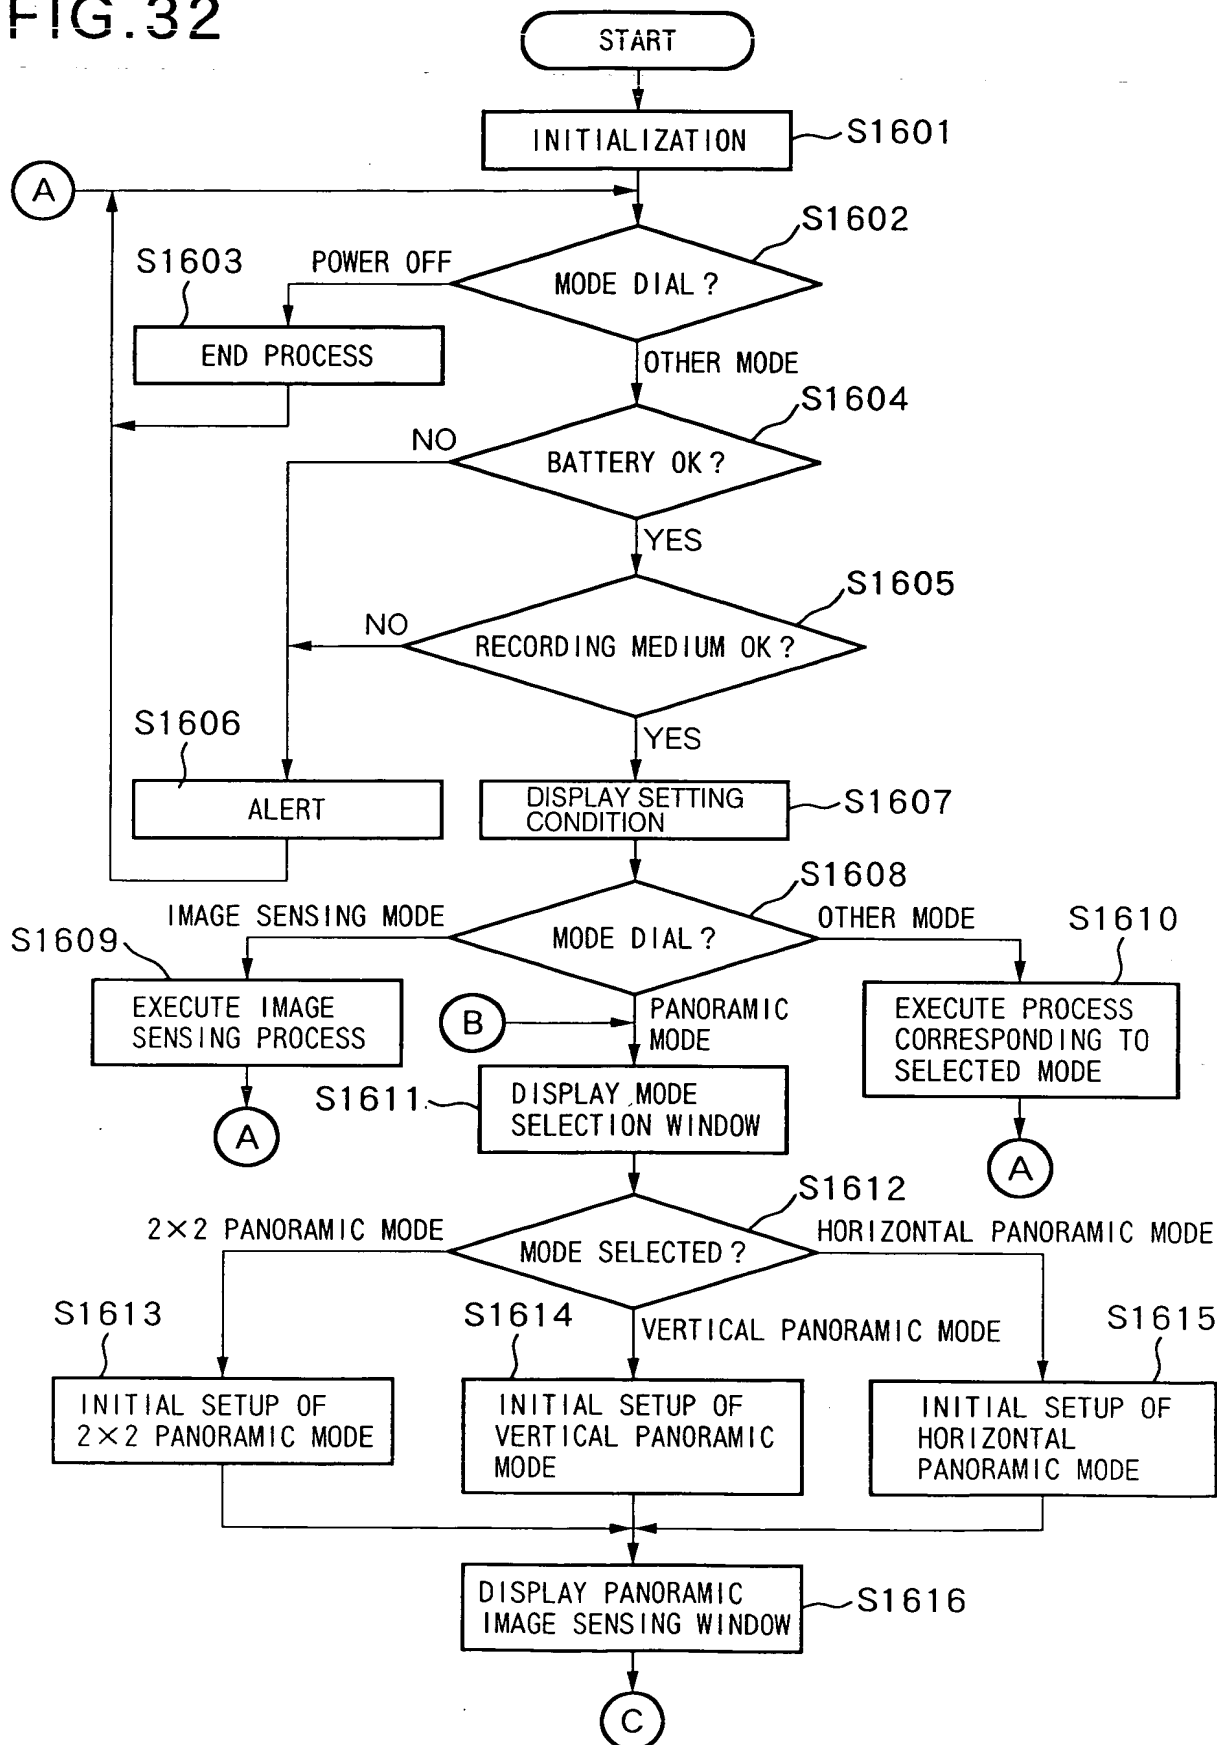 FIG.32
START
INITIALIZATION
S1601
A
S1602
S1603
POWER OFF
MODE DIAL?
END PROCESS
OTHER MODE
S1604
NO
BATTERY OK?
YES
S1605
NO
RECORDING MEDIUM OK?
S1606
YES
ALERT
DISPLAY SETTING
CONDITION
S1607
S1608
IMAGE SENSING MODE
OTHER MODE
S1609
MODE DIAL?
S1610
EXECUTE IMAGE
SENSING PROCESS
B
PANORAMIC
MODE
EXECUTE PROCESS
CORRESPONDING TO
SELECTED MODE
S1611
DISPLAY MODE
SELECTION WINDOW
A
A
S1612
2×2 PANORAMIC MODE
MODE SELECTED?
HORIZONTAL PANORAMIC MODE
S1613
S1614
VERTICAL PANORAMIC MODE
S1615
INITIAL SETUP OF
2×2 PANORAMIC MODE
INITIAL SETUP OF
VERTICAL PANORAMIC
MODE
INITIAL SETUP OF
HORIZONTAL
PANORAMIC MODE
DISPLAY PANORAMIC
IMAGE SENSING WINDOW
S1616
C